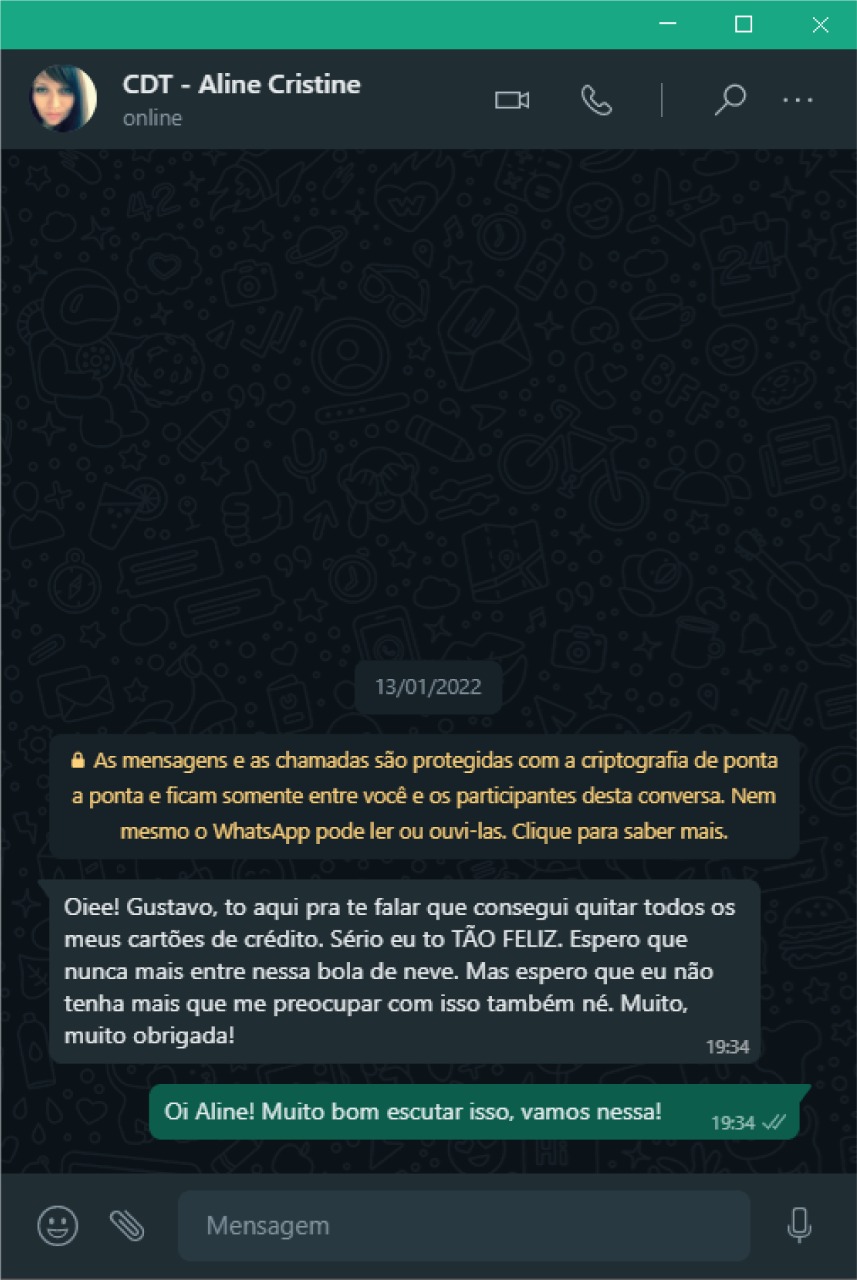 CDT - Aline Cristine
online
13/01/2022
As mensagens e as chamadas são protegidas com a criptografia de ponta
a ponta e ficam somente entre você e os participantes desta conversa. Nem
mesmo o WhatsApp pode ler ou ouvi-las. Clique para saber mais.
Oiee! Gustavo, to aqui pra te falar que consegui quitar todos os
meus cartões de crédito. Sério eu to TÃO FELIZ. Espero que
nunca mais entre nessa bola de neve. Mas espero que eu não
tenha mais que me preocupar com isso também né. Muito,
muito obrigada!
19:34
Oi Aline! Muito bom escutar isso, vamos nessa!
19:34
Mensagem